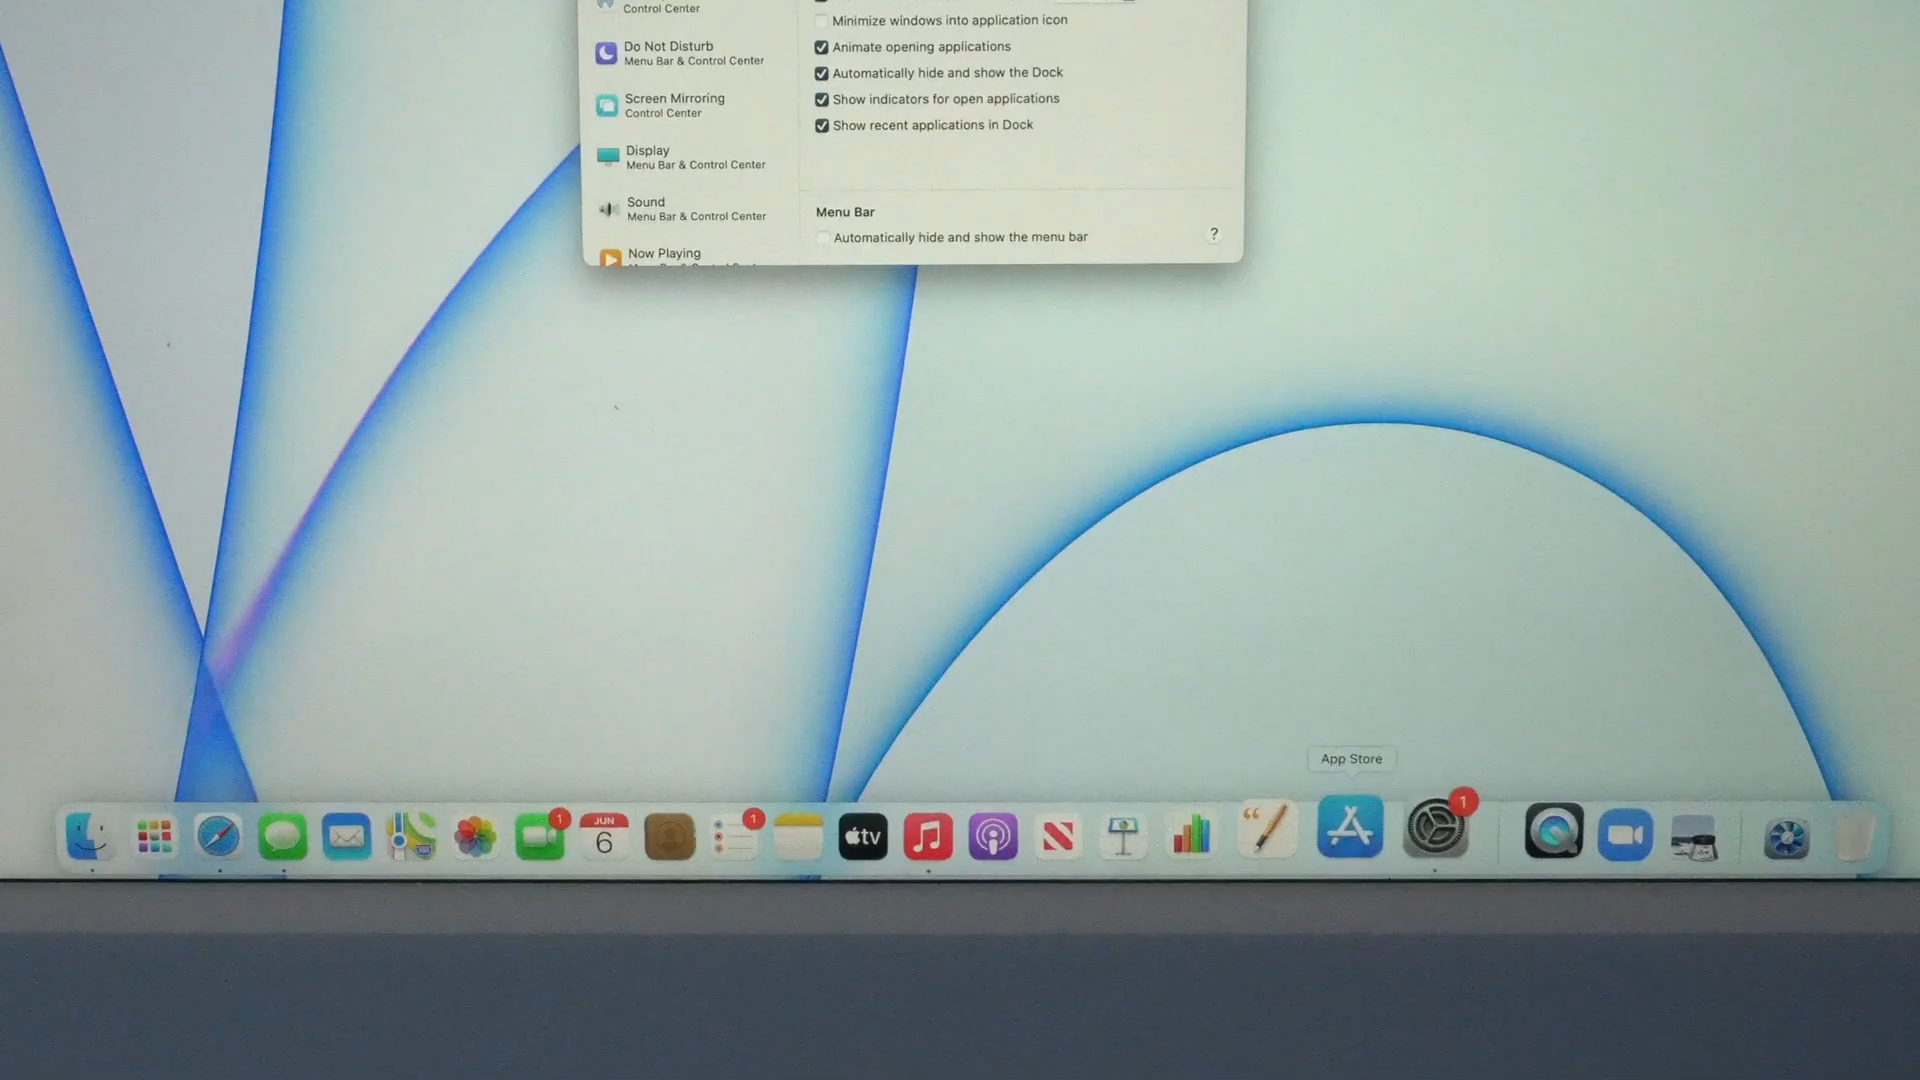 Control Center
Do Not Disturb
Menu Bar & Control Center
Screen Mirroring
Control Center
Display
Menu Bar & Control Center
Sound
Menu Bar & Control Center
Now Playing
Minimize windows into application icon
Animate opening applications
Automatically hide and show the Dock
Show indicators for open applications
Show recent applications in Dock
Menu Bar
Automatically hide and show the menu bar
?
App Store
1
JUN
6
1
tv
1